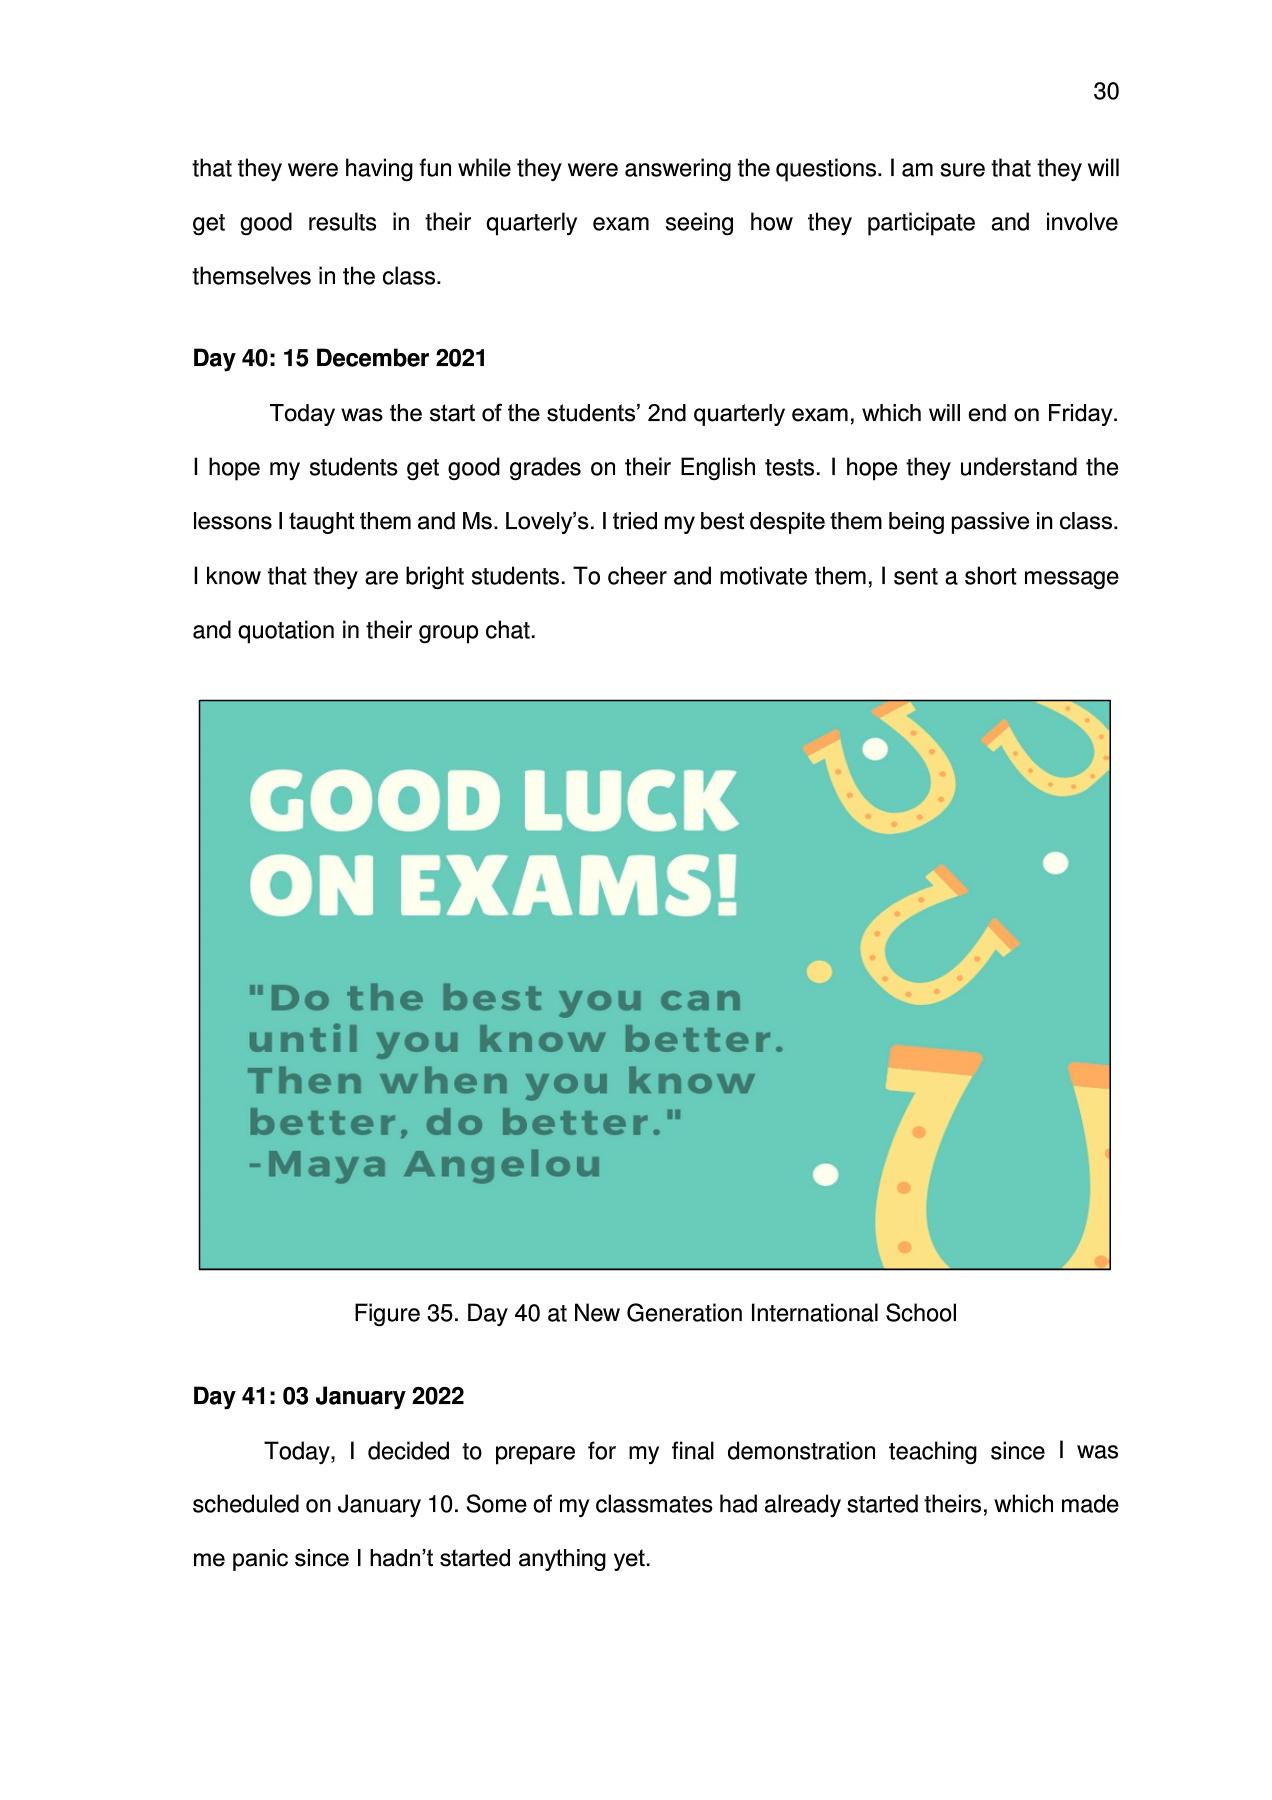 30
that they were having fun while they were answering the questions. I am sure that they will
get good results in their quarterly exam seeing how they participate and involve
themselves in the class.
Day 40: 15 December 2021
Today was the start of the students’ 2nd quarterly exam, which will end on Friday.
I hope my students get good grades on their English tests. I hope they understand the
lessons I taught them and Ms. Lovely’s. I tried my best despite them being passive in class.
I know that they are bright students. To cheer and motivate them, I sent a short message
and quotation in their group chat.
GOOD LUCK
ON EXAMS!
"Do the best you can
until you know better.
Then when you know
better, do better."
-Maya Angelou
Figure 35. Day 40 at New Generation International School
Day 41: 03 January 2022
Today, I decided to prepare for my final demonstration teaching since I was
scheduled on January 10. Some of my classmates had already started theirs, which made
me panic since I hadn’t started anything yet.